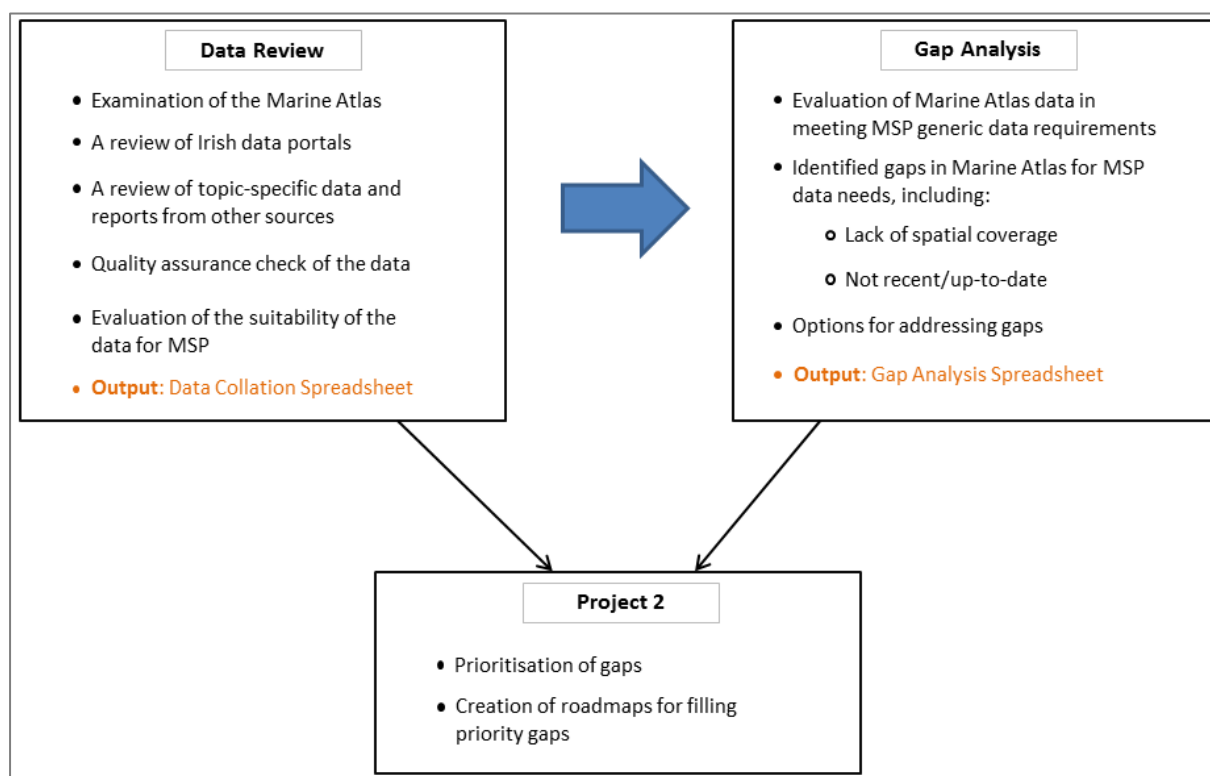 Data Review
• Examination of the Marine Atlas
• A review of Irish data portals
• A review of topic-specific data and
reports from other sources
• Quality assurance check of the data
• Evaluation of the suitability of the
data for MSP
• Output: Data Collation Spreadsheet
Gap Analysis
• Evaluation of Marine Atlas data in
meeting MSP generic data requirements
• Identified gaps in Marine Atlas for MSP
data needs, including:
o Lack of spatial coverage
o Not recent/up-to-date
• Options for addressing gaps
• Output: Gap Analysis Spreadsheet
Project 2
• Prioritisation of gaps
• Creation of roadmaps for filling
priority gaps